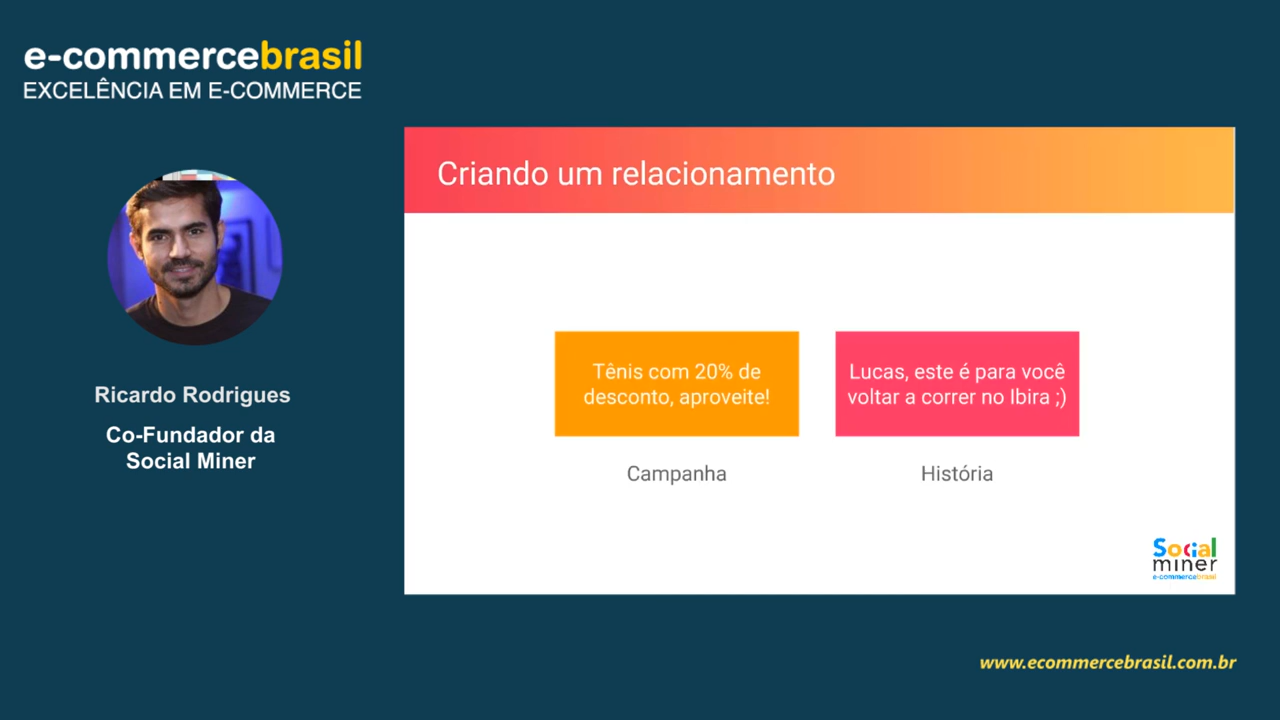 e-commercebrasil
EXCELÊNCIA EM E-COMMERCE
Ricardo Rodrigues
Co-Fundador da
Social Miner
Criando um relacionamento
Tênis com 20% de
desconto, aproveite!
Campanha
Lucas, este é para você
voltar a correr no Ibira ;)
História
Social
miner
e-commercebrasil
www.ecommercebrasil.com.br